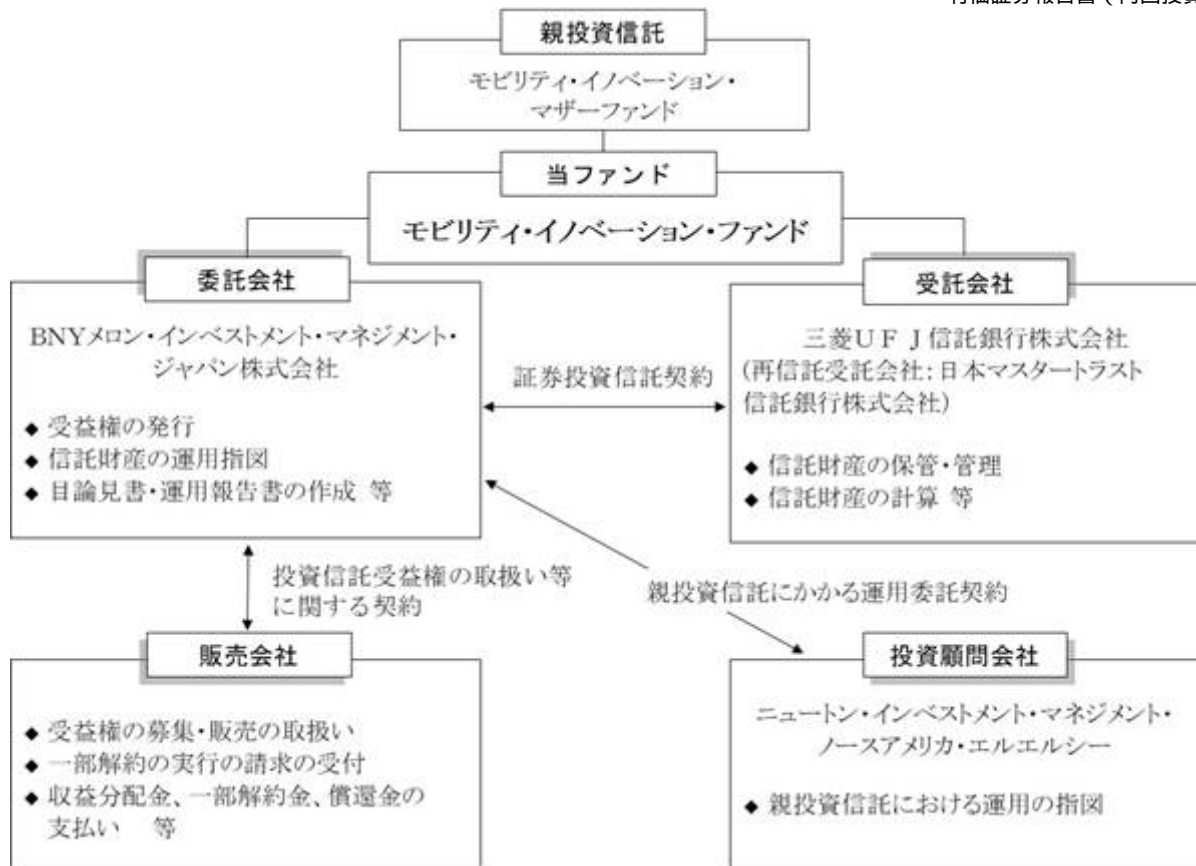 親投資信託
モビリティ・イノベーション・
マザーファンド
当ファンド
モビリティ・イノベーション・ファンド
委託会社
BNYメロン・インベストメント・マネジメント・
ジャパン株式会社
◆ 受益権の発行
◆ 信託財産の運用指図
◆ 目論見書・運用報告書の作成 等
証券投資信託契約
受託会社
三菱UFJ信託銀行株式会社
(再信託受託会社:日本マスタートラスト
信託銀行株式会社)
◆ 信託財産の保管・管理
◆ 信託財産の計算 等
投資信託受益権の取扱い等
に関する契約
親投資信託にかかる運用委託契約
販売会社
◆ 受益権の募集・販売の取扱い
◆ 一部解約の実行の請求の受付
◆ 収益分配金、一部解約金、償還金の
支払い 等
投資顧問会社
ニュートン・インベストメント・マネジメント・
ノースアメリカ・エルエルシー
◆ 親投資信託における運用の指図